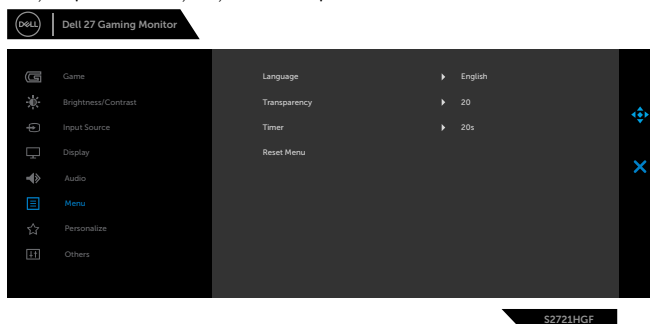 DELL
Dell 27 Gaming Monitor
Game
Language English
Brightness/Contrast
Transparency 20
Input Source
Timer 20s
Display
Reset Menu
Audio
Menu
Personalize
Others
S2721HGF